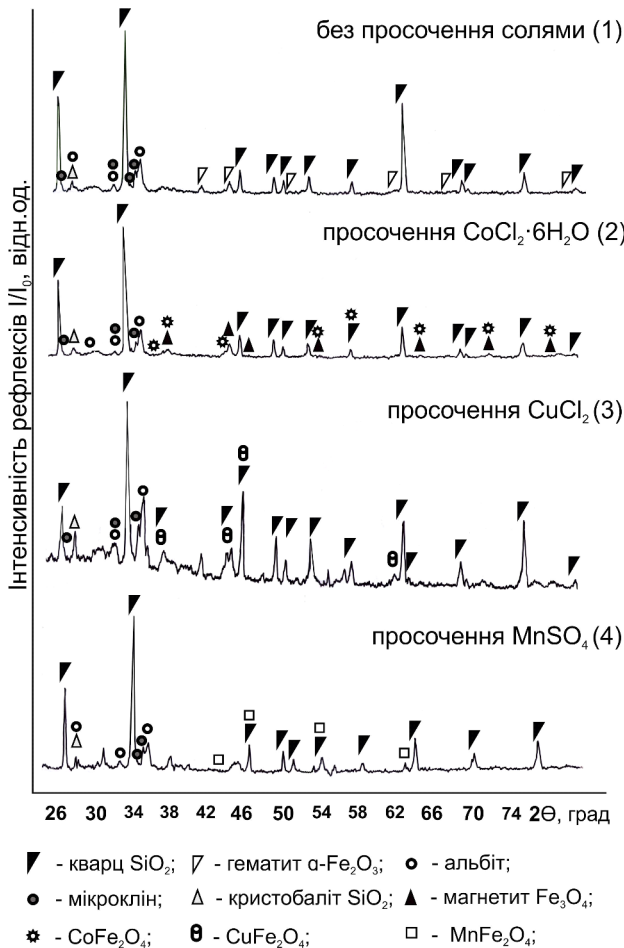 без просочення солями (1)
просочення CoCl₂·6H₂O (2)
просочення CuCl₂ (3)
просочення MnSO₄ (4)
Інтенсивність рефлексів I/I₀, відн.од.
26 30 34 38 42 46 50 54 58 62 66 70 74 2Θ, град
- кварц SiO₂; - гематит α-Fe₂O₃; - альбіт;
- мікроклін; - кристобаліт SiO₂; - магнетит Fe₃O₄;
- CoFe₂O₄; - CuFe₂O₄; - MnFe₂O₄;